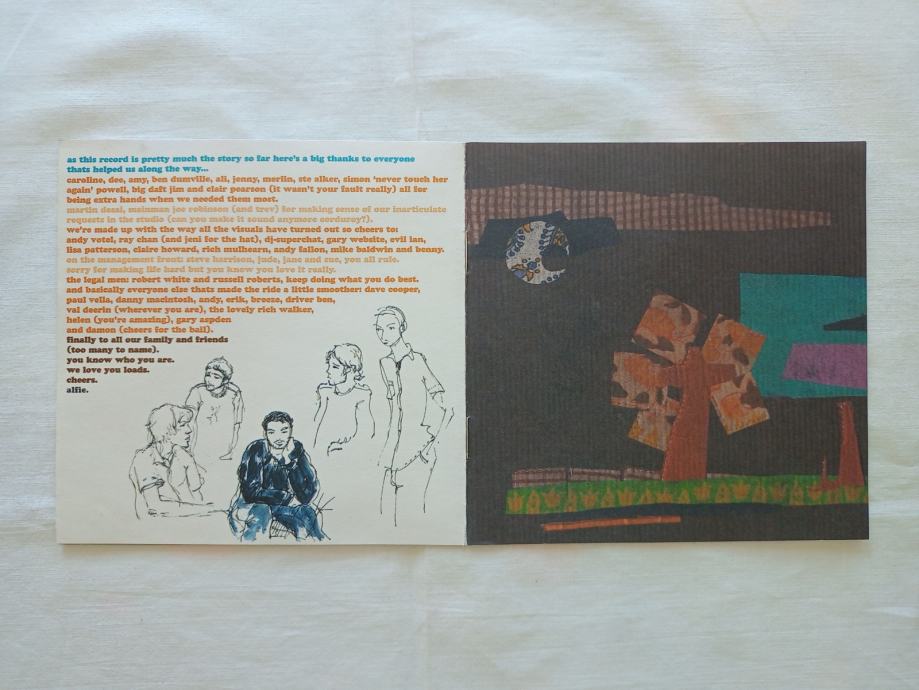 as this record is pretty much the story so far here's a big thanks to everyone
thats helped us along the way...
caroline, dee, amy, ben dumville, ali, jenny, merlin, ste alker, simon 'never touch her
again' powell, big daft jim and clair pearson (it wasn't your fault really) all for
being extra hands when we needed them most.
martin desai, mainman joe robinson (and trev) for making sense of our inarticulate
requests in the studio (can you make it sound anymore corduroy?).
we're made up with the way all the visuals have turned out so cheers to:
andy votel, ray chan (and jeni for the hat), dj-superchat, gary website, evil ian,
lisa patterson, claire howard, rich mulhearn, andy fallon, mike baldwin and benny.
on the management front: steve harrison, jude, jane and sue, you all rule.
sorry for making life hard but you know you love it really.
the legal men: robert white and russell roberts, keep doing what you do best.
and basically everyone else thats made the ride a little smoother: dave cooper,
paul vella, danny macintosh, andy, erik, breeze, driver ben,
val deerin (wherever you are), the lovely rich walker,
helen (you're amazing), gary aspden
and damon (cheers for the ball).
finally to all our family and friends
(too many to name).
you know who you are.
we love you loads.
cheers.
alfie.